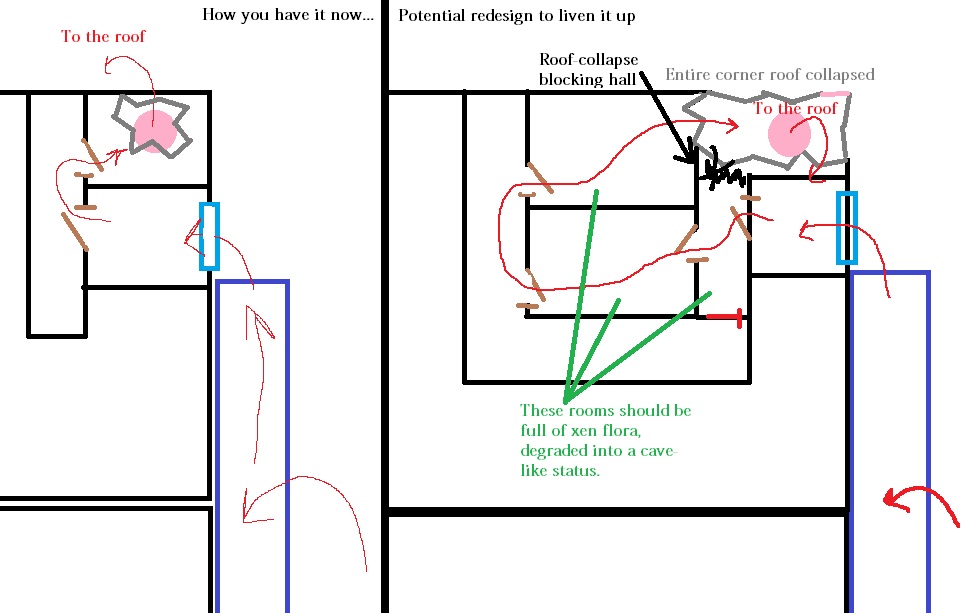 How you have it now...
To the roof
Potential redesign to liven it up
Roof-collapse
blocking hall
Entire corner roof collapsed
To the roof
These rooms should be
full of xen flora,
degraded into a cave-
like status.